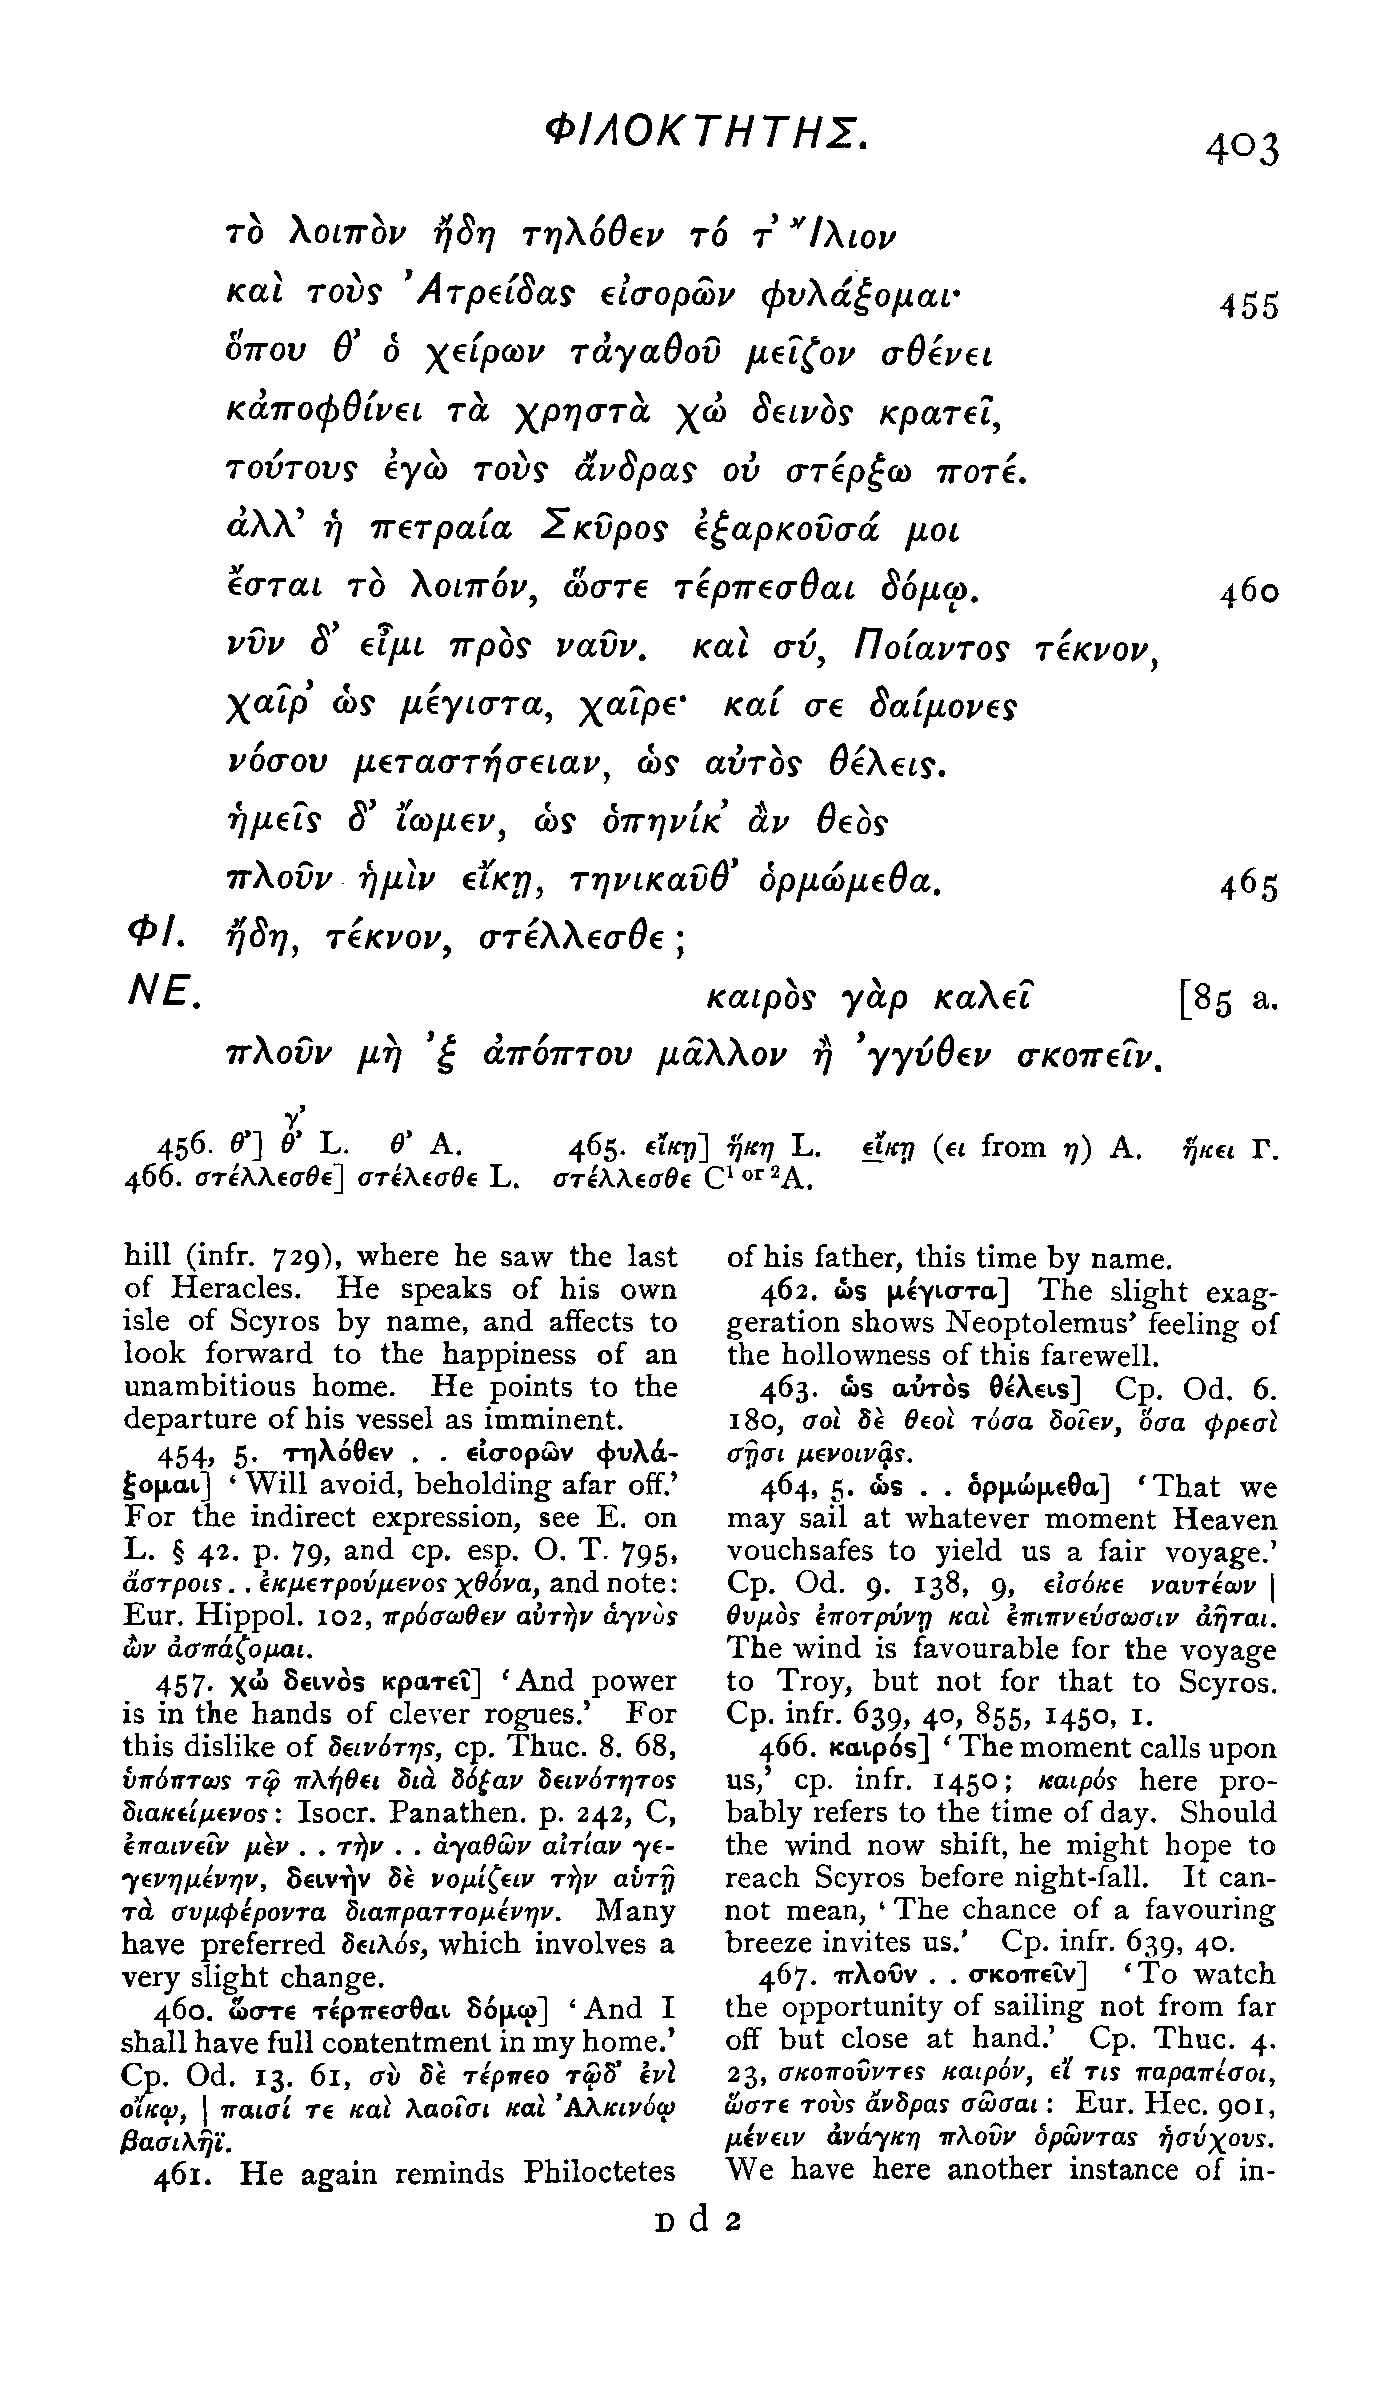 ΦΙΛΟΚΤΗΤΗΣ.
403
τὸ λοιπὸν ἤδη τηλόθεν τό τ’ Ἴλιον
καὶ τοὺς Ἀτρείδας εἰσορῶν φυλάξομαι·
455
ὅπου θ’ ὁ χείρων τἀγαθοῦ μεῖζον σθένει
κἀποφθίνει τὰ χρηστὰ χὠ δεινὸς κρατεῖ,
τούτους ἐγὼ τοὺς ἄνδρας οὐ στέρξω ποτέ.
ἀλλ’ ἡ πετραία Σκῦρος ἐξαρκοῦσά μοι
ἔσται τὸ λοιπόν, ὥστε τέρπεσθαι δόμῳ.
460
νῦν δ’ εἶμι πρὸς ναῦν. καὶ σύ, Ποίαντος τέκνον,
χαῖρ’ ὡς μέγιστα, χαῖρε· καί σε δαίμονες
νόσου μεταστήσειαν, ὡς αὐτὸς θέλεις.
ἡμεῖς δ’ ἴωμεν, ὡς ὁπηνίκ’ ἂν θεὸς
πλοῦν ἡμὶν εἴκῃ, τηνικαῦθ’ ὁρμώμεθα.
465
ΦΙ. ἤδη, τέκνον, στέλλεσθε;
ΝΕ. καιρὸς γὰρ καλεῖ [85 a.
πλοῦν μὴ ’ξ ἀπόπτου μᾶλλον ἢ ’γγύθεν σκοπεῖν.
γ’
456. θ’] θ’ L. θ’ A. 465. εἴκῃ] ἥκη L. εἴκῃ (ει from η) A. ἥκει Γ.
466. στέλλεσθε] στέλεσθε L. στέλλεσθε C¹ ᵒʳ ²A.
hill (infr. 729), where he saw the last
of Heracles. He speaks of his own
isle of Scyros by name, and affects to
look forward to the happiness of an
unambitious home. He points to the
departure of his vessel as imminent.
454, 5. τηλόθεν . . εἰσορῶν φυλά-
ξομαι] ‘Will avoid, beholding afar off.’
For the indirect expression, see E. on
L. § 42. p. 79, and cp. esp. O. T. 795,
ἄστροις . . ἐκμετρούμενος χθόνα, and note:
Eur. Hippol. 102, πρόσωθεν αὐτὴν ἁγνὸς
ὢν ἀσπάζομαι.
457. χὠ δεινὸς κρατεῖ] ‘And power
is in the hands of clever rogues.’ For
this dislike of δεινότης, cp. Thuc. 8. 68,
ὑπόπτως τῷ πλήθει διὰ δόξαν δεινότητος
διακείμενος: Isocr. Panathen. p. 242, C,
ἐπαινεῖν μὲν . . τὴν . . ἀγαθῶν αἰτίαν γε-
γενημένην, δεινὴν δὲ νομίζειν τὴν αὑτῇ
τὰ συμφέροντα διαπραττομένην. Many
have preferred δειλός, which involves a
very slight change.
460. ὥστε τέρπεσθαι δόμῳ] ‘And I
shall have full contentment in my home.’
Cp. Od. 13. 61, σὺ δὲ τέρπεο τῷδ’ ἐνὶ
οἴκῳ, | παισί τε καὶ λαοῖσι καὶ Ἀλκινόῳ
βασιλῆϊ.
461. He again reminds Philoctetes
of his father, this time by name.
462. ὡς μέγιστα] The slight exag-
geration shows Neoptolemus’ feeling of
the hollowness of this farewell.
463. ὡς αὐτὸς θέλεις] Cp. Od. 6.
180, σοὶ δὲ θεοὶ τόσα δοῖεν, ὅσα φρεσὶ
σῇσι μενοινᾷς.
464, 5. ὡς . . ὁρμώμεθα] ‘That we
may sail at whatever moment Heaven
vouchsafes to yield us a fair voyage.’
Cp. Od. 9. 138, 9, εἰσόκε ναυτέων |
θυμὸς ἐποτρύνῃ καὶ ἐπιπνεύσωσιν ἀῆται.
The wind is favourable for the voyage
to Troy, but not for that to Scyros.
Cp. infr. 639, 40, 855, 1450, 1.
466. καιρός] ‘The moment calls upon
us,’ cp. infr. 1450; καιρός here pro-
bably refers to the time of day. Should
the wind now shift, he might hope to
reach Scyros before night-fall. It can-
not mean, ‘The chance of a favouring
breeze invites us.’ Cp. infr. 639, 40.
467. πλοῦν . . σκοπεῖν] ‘To watch
the opportunity of sailing not from far
off but close at hand.’ Cp. Thuc. 4.
23, σκοποῦντες καιρόν, εἴ τις παραπέσοι,
ὥστε τοὺς ἄνδρας σῶσαι: Eur. Hec. 901,
μένειν ἀνάγκη πλοῦν ὁρῶντας ἡσύχους.
We have here another instance of in-
D d 2